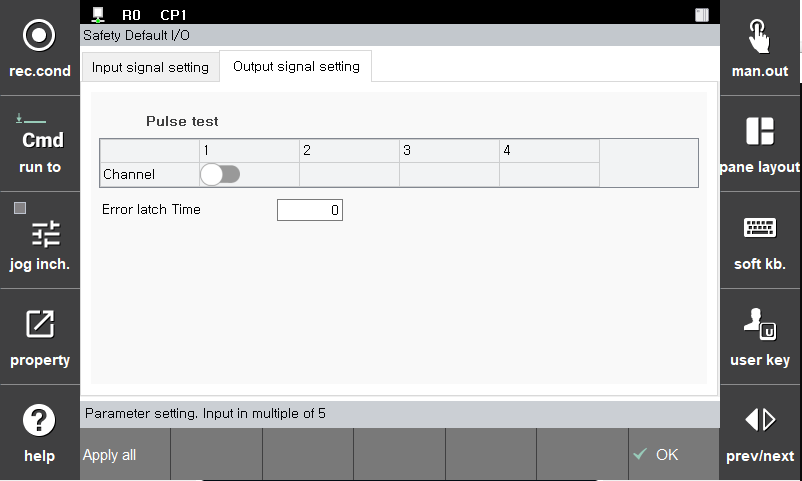 R0 CP1
Safety Default I/O
Input signal setting Output signal setting
Pulse test
1 2 3 4
Channel
Error latch Time 0
Parameter setting. Input in multiple of 5
Apply all OK
rec.cond
Cmd
run to
jog inch.
property
?
help
man.out
pane layout
soft kb.
U
user key
prev/next